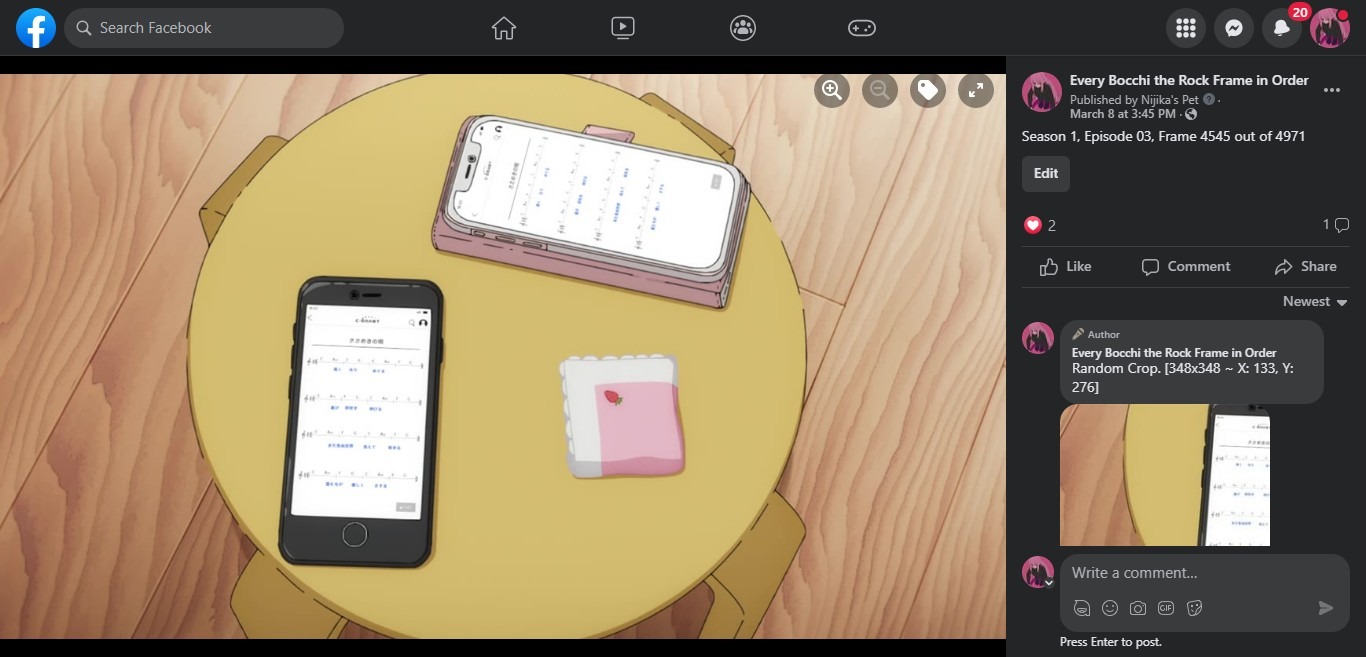 Search Facebook
20
Every Bocchi the Rock Frame in Order
Published by Nijika's Pet
March 8 at 3:45 PM ·
Season 1, Episode 03, Frame 4545 out of 4971
Edit
2
1
Like
Comment
Share
Newest
Author
Every Bocchi the Rock Frame in Order
Random Crop. [348x348 ~ X: 133, Y:
276]
Write a comment...
GIF
Press Enter to post.